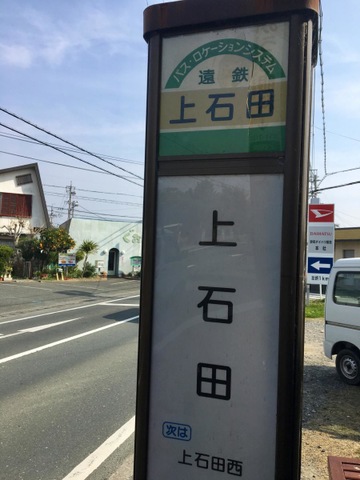 バス・ロケーションシステム
遠鉄
上石田
上
石
田
次は
上石田西
DAIHATSU